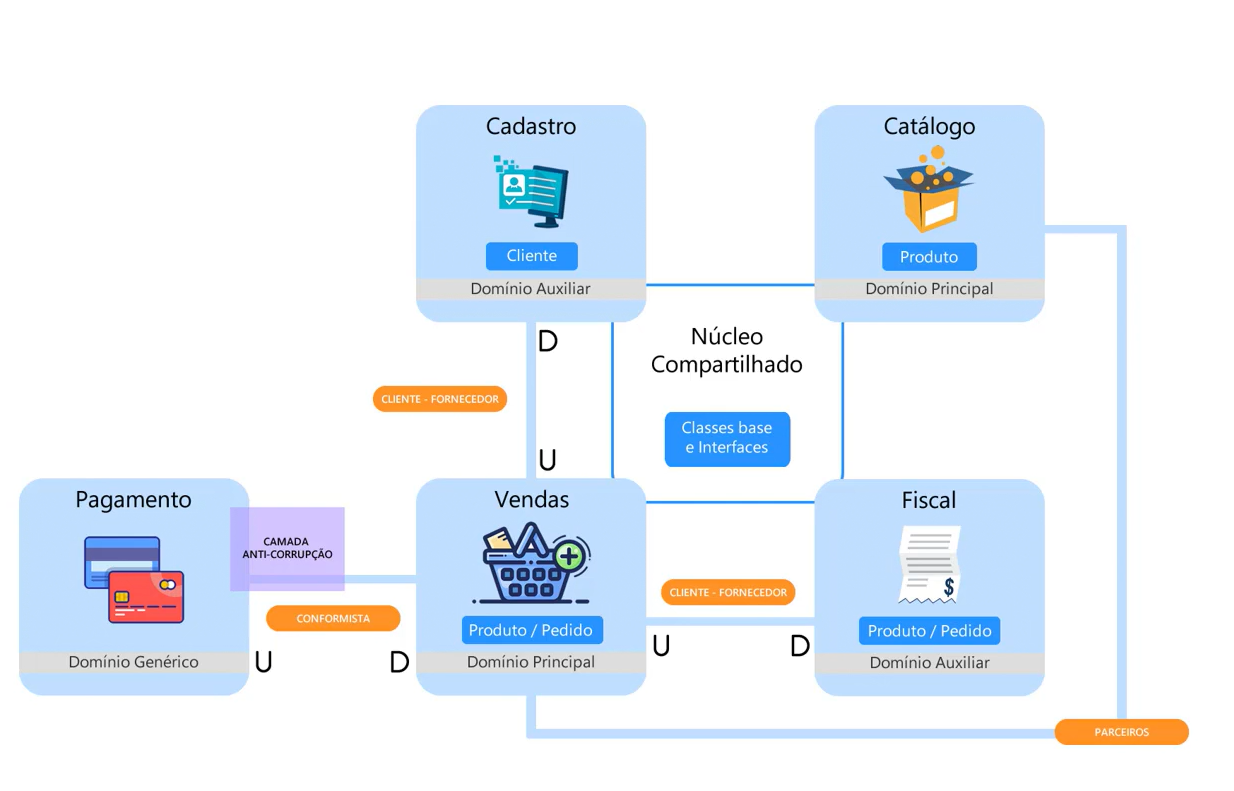 Cadastro
Catálogo
Cliente
Produto
Domínio Auxiliar
Domínio Principal
D
Núcleo
Compartilhado
CLIENTE - FORNECEDOR
Classes base
e Interfaces
U
Pagamento
Vendas
Fiscal
CAMADA
ANTI-CORRUPÇÃO
$
CLIENTE - FORNECEDOR
CONFORMISTA
Produto / Pedido
Produto / Pedido
U
D
Domínio Genérico
Domínio Principal
U
D
Domínio Auxiliar
PARCEIROS